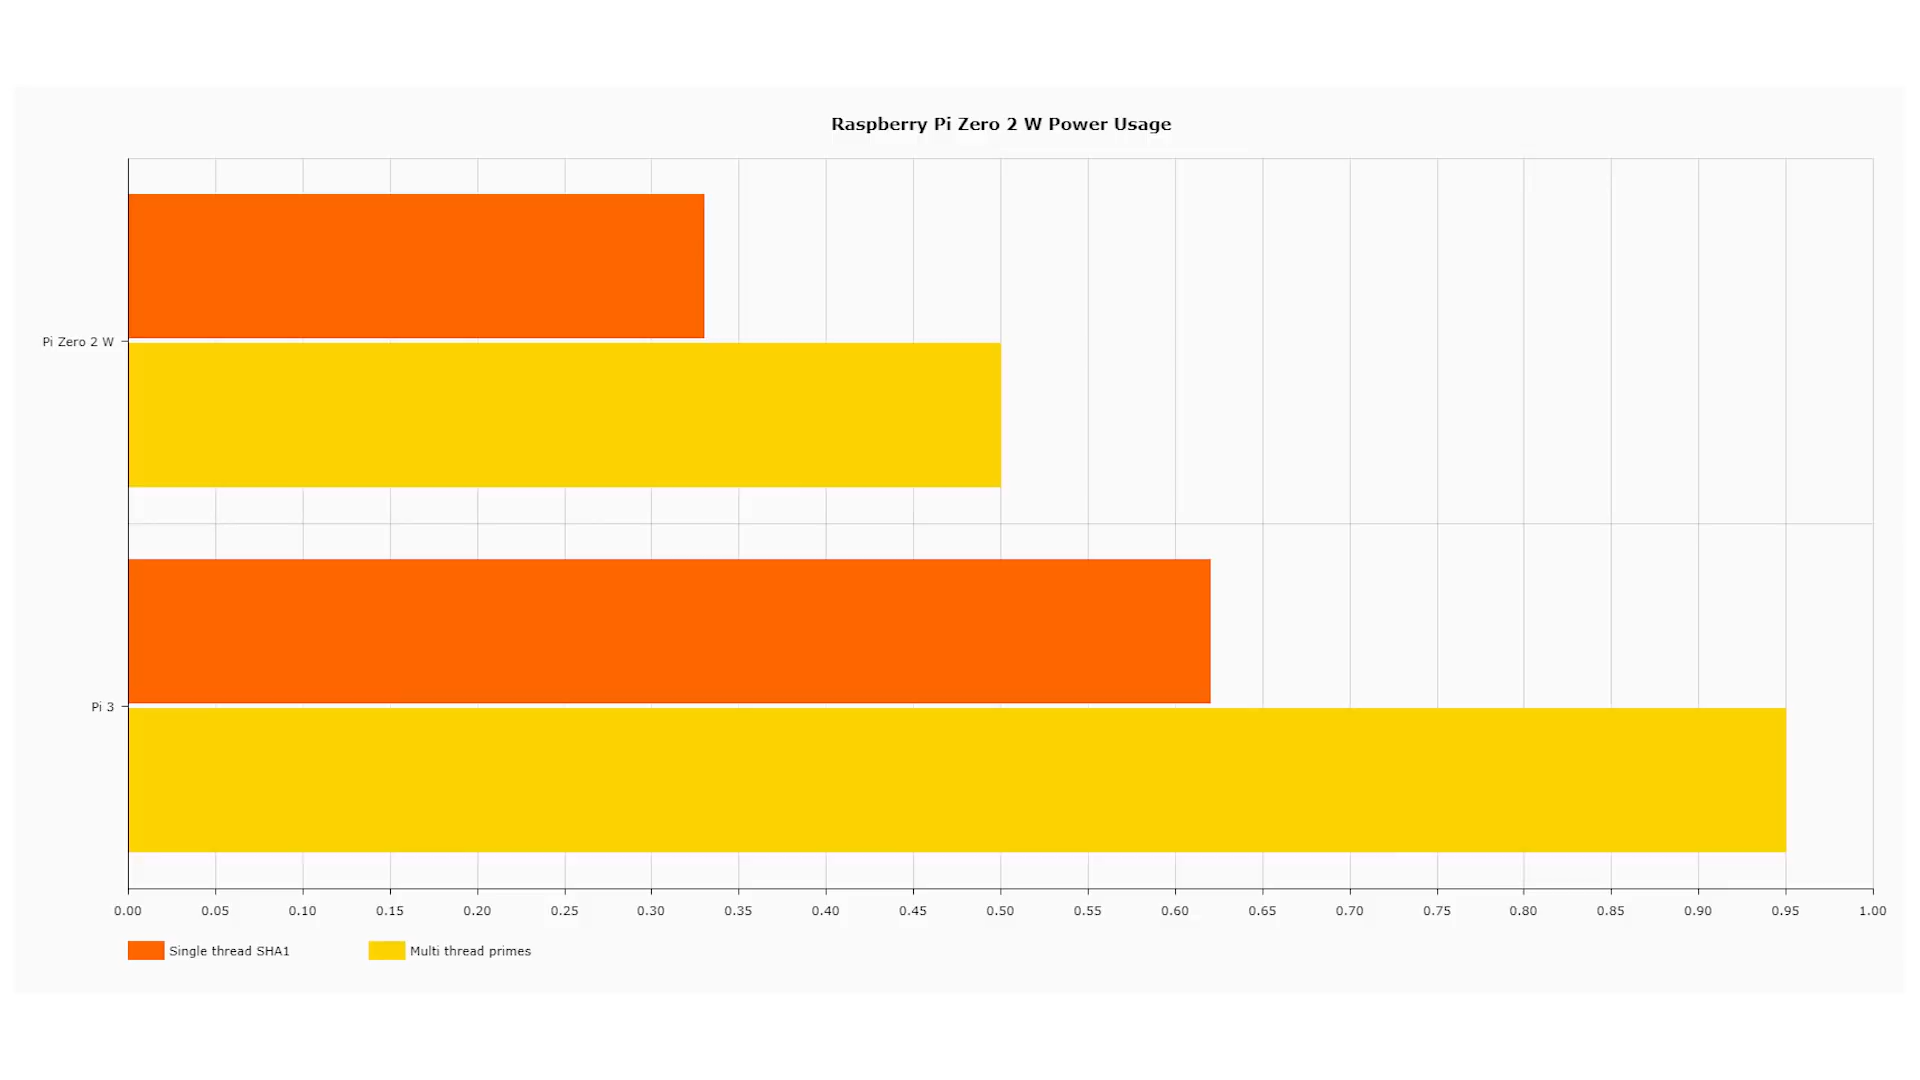 Raspberry Pi Zero 2 W Power Usage
Pi Zero 2 W
Pi 3
0.00 0.05 0.10 0.15 0.20 0.25 0.30 0.35 0.40 0.45 0.50 0.55 0.60 0.65 0.70 0.75 0.80 0.85 0.90 0.95 1.00
Single thread SHA1 Multi thread primes